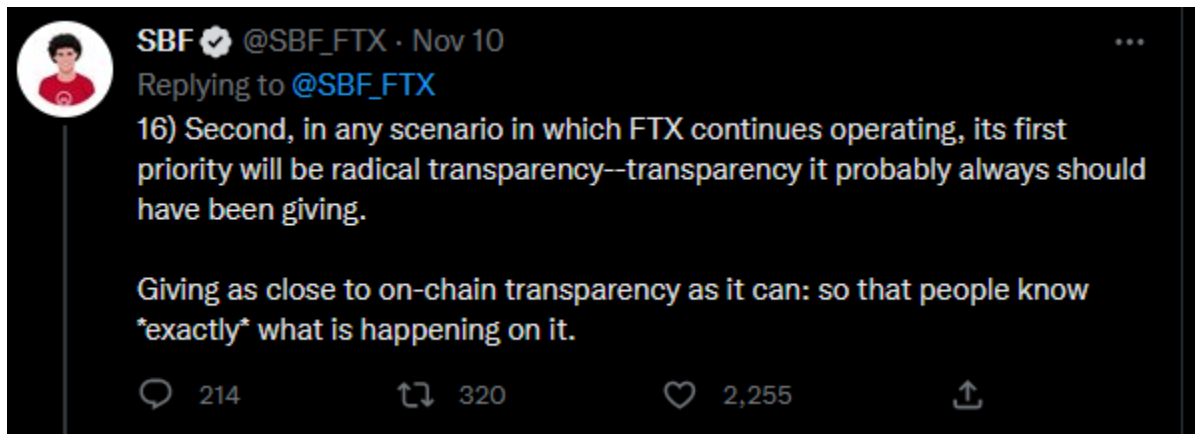 SBF @SBF_FTX · Nov 10
Replying to @SBF_FTX
16) Second, in any scenario in which FTX continues operating, its first
priority will be radical transparency--transparency it probably always should
have been giving.
Giving as close to on-chain transparency as it can: so that people know
*exactly* what is happening on it.
214 320 2,255